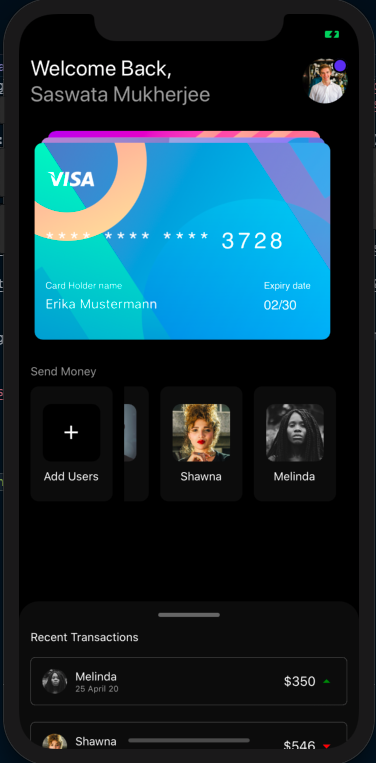 Welcome Back,
Saswata Mukherjee
VISA
**** **** **** 3728
Card Holder name
Expiry date
Erika Mustermann
02/30
Send Money
+
Add Users
Shawna
Melinda
Recent Transactions
Melinda
25 April 20
$350
Shawna
$546